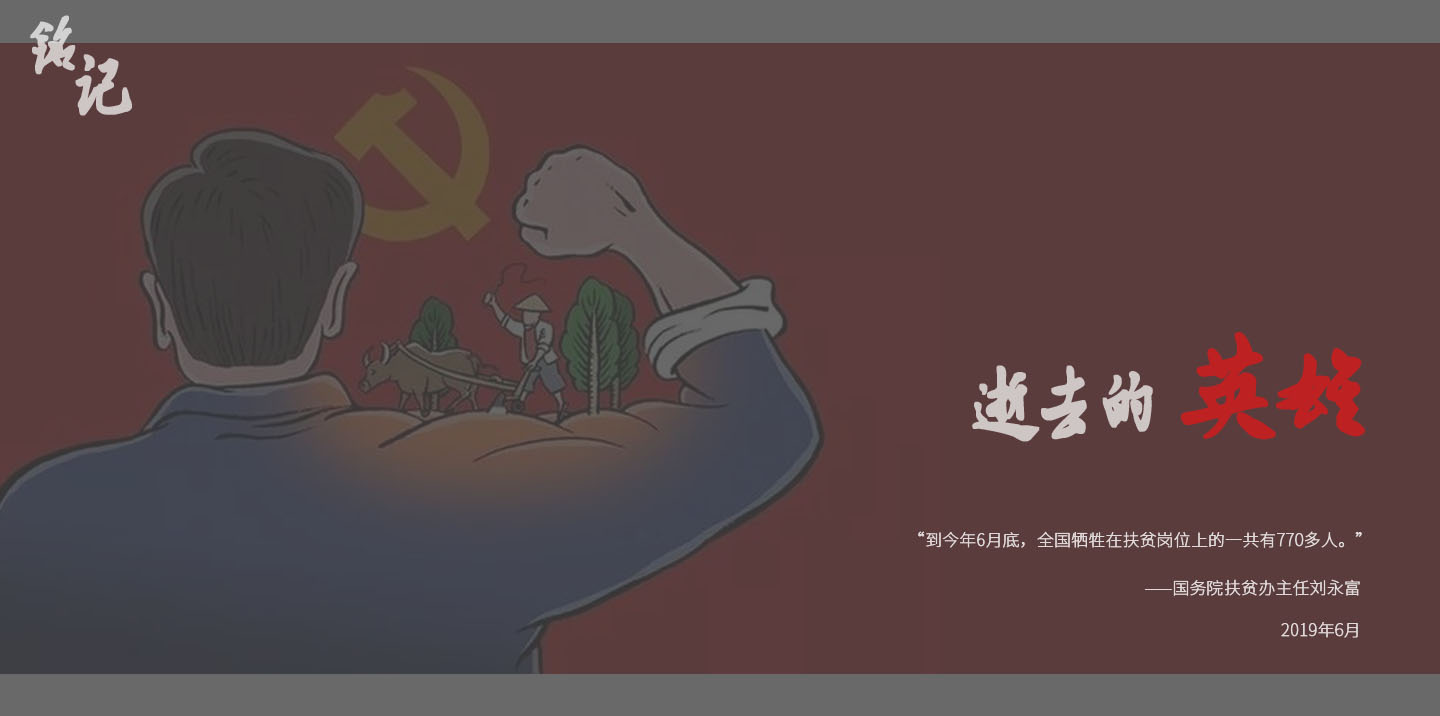 铭记
逝去的 英雄
“到今年6月底，全国牺牲在扶贫岗位上的一共有770多人。”
——国务院扶贫办主任刘永富
2019年6月